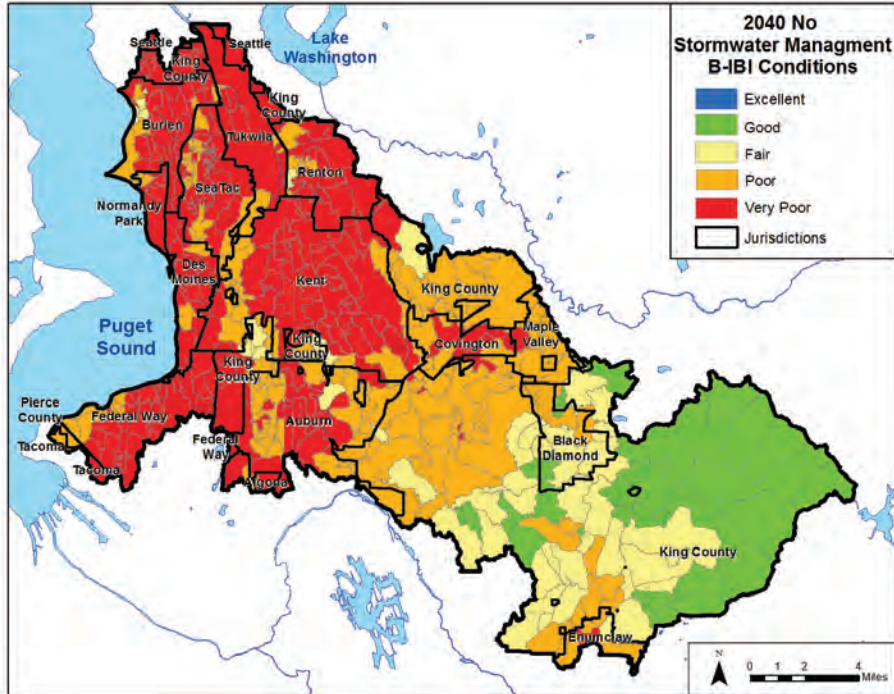 2040 No
Stormwater Managment
B-IBI Conditions
Excellent
Good
Fair
Poor
Very Poor
Jurisdictions
Seattle
Seattle
Lake
Washington
King
County
King
County
Burien
Tukwila
Renton
SeaTac
Normandy
Park
Des
Moines
Kent
King County
Puget
Sound
King
County
Covington
Maple
Valley
King
County
Pierce
County
Federal Way
Auburn
Tacoma
Tacoma
Federal
Way
Algona
Black
Diamond
King County
Enumclaw
N
0 1 2 4
Miles